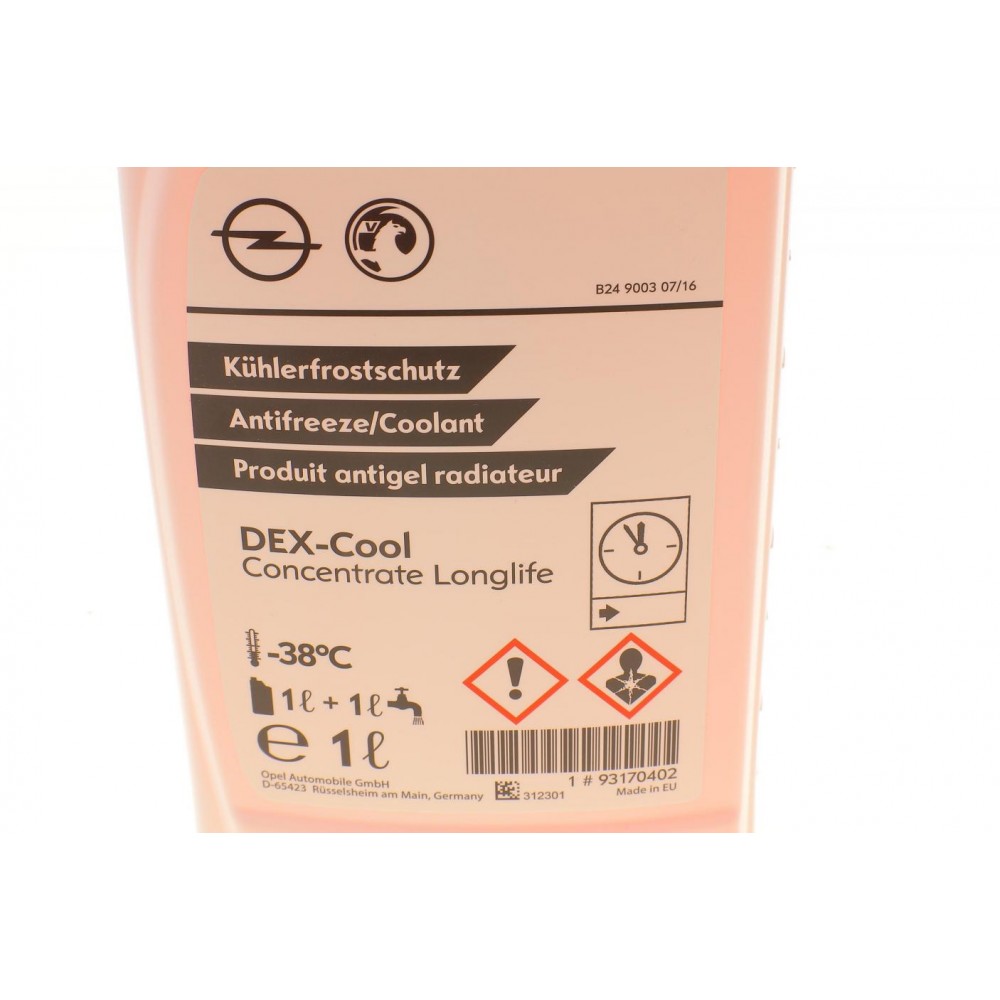 V
B24 9003 07/16
Kühlerfrostschutz
Antifreeze/Coolant
Produit antigel radiateur
DEX-Cool
Concentrate Longlife
-38°C
1ℓ + 1ℓ
℮ 1ℓ
Opel Automobile GmbH
D-65423 Rüsselsheim am Main, Germany
1 # 93170402
312301
Made in EU